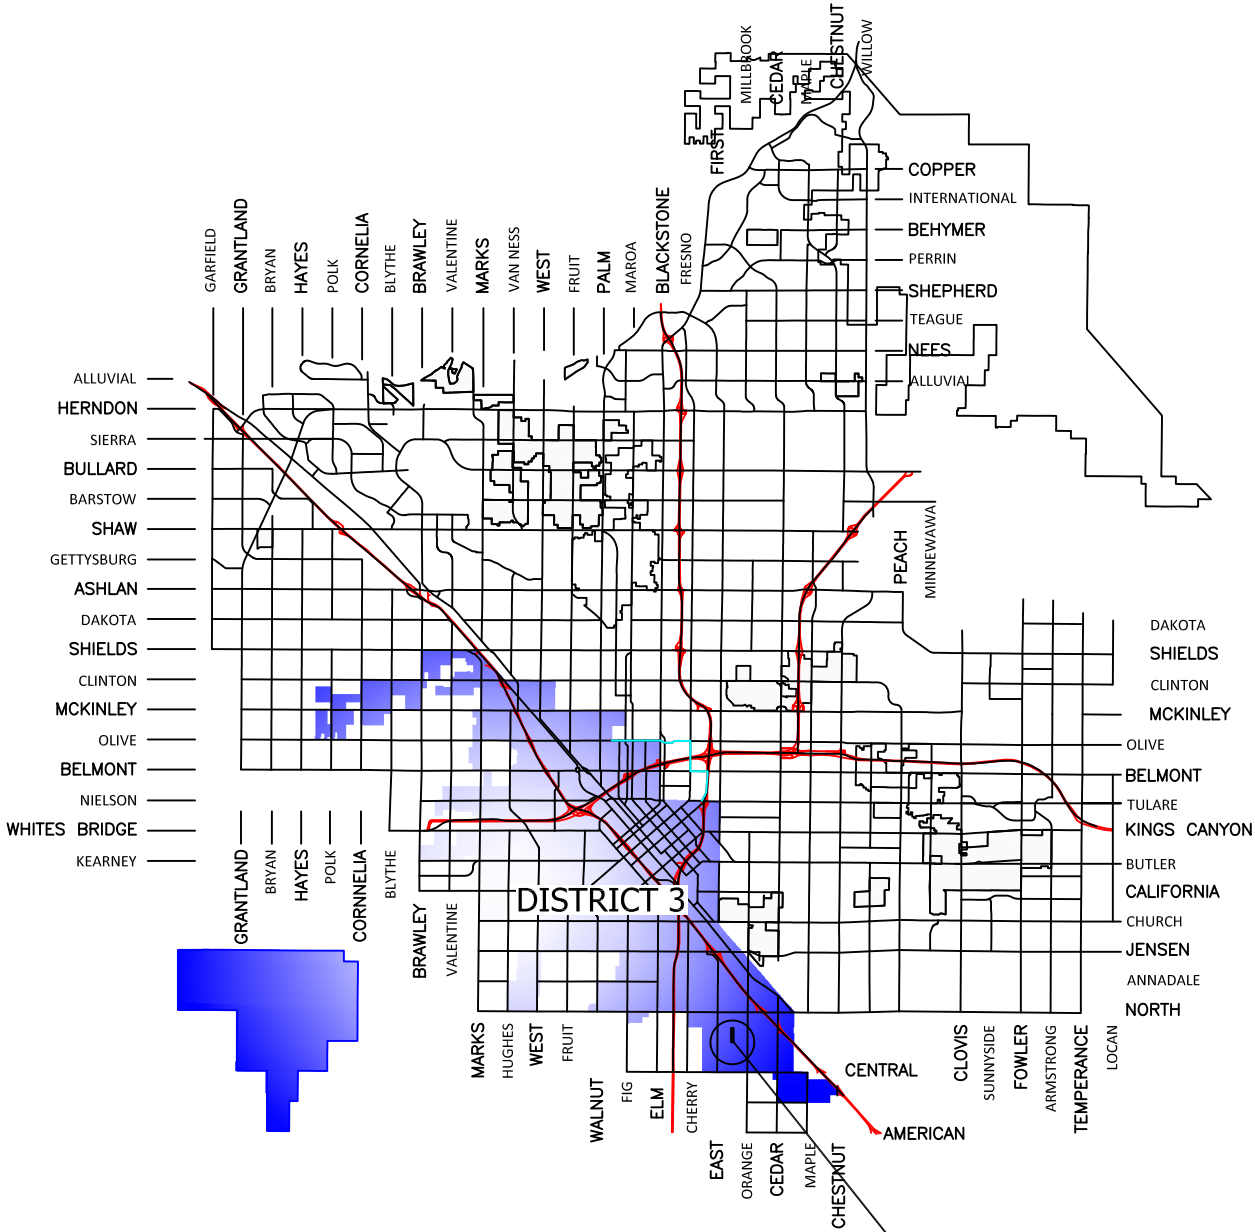 MILLBROOK
CEDAR
MAPLE
CHESTNUT
WILLOW
FIRST
COPPER
INTERNATIONAL
BEHYMER
PERRIN
SHEPHERD
TEAGUE
NEES
ALLUVIAL
GARFIELD
GRANTLAND
BRYAN
HAYES
POLK
CORNELIA
BLYTHE
BRAWLEY
VALENTINE
MARKS
VAN NESS
WEST
FRUIT
PALM
MAROA
BLACKSTONE
FRESNO
ALLUVIAL
HERNDON
SIERRA
BULLARD
BARSTOW
SHAW
GETTYSBURG
ASHLAN
DAKOTA
SHIELDS
CLINTON
MCKINLEY
OLIVE
BELMONT
NIELSON
WHITES BRIDGE
KEARNEY
PEACH
MINNEWAWA
DAKOTA
SHIELDS
CLINTON
MCKINLEY
OLIVE
BELMONT
TULARE
KINGS CANYON
BUTLER
CALIFORNIA
CHURCH
JENSEN
ANNADALE
NORTH
GRANTLAND
BRYAN
HAYES
POLK
CORNELIA
BLYTHE
BRAWLEY
VALENTINE
DISTRICT 3
MARKS
HUGHES
WEST
FRUIT
WALNUT
FIG
ELM
CHERRY
EAST
ORANGE
CEDAR
MAPLE
CHESTNUT
CENTRAL
AMERICAN
CLOVIS
SUNNYSIDE
FOWLER
ARMSTRONG
TEMPERANCE
LOCAN